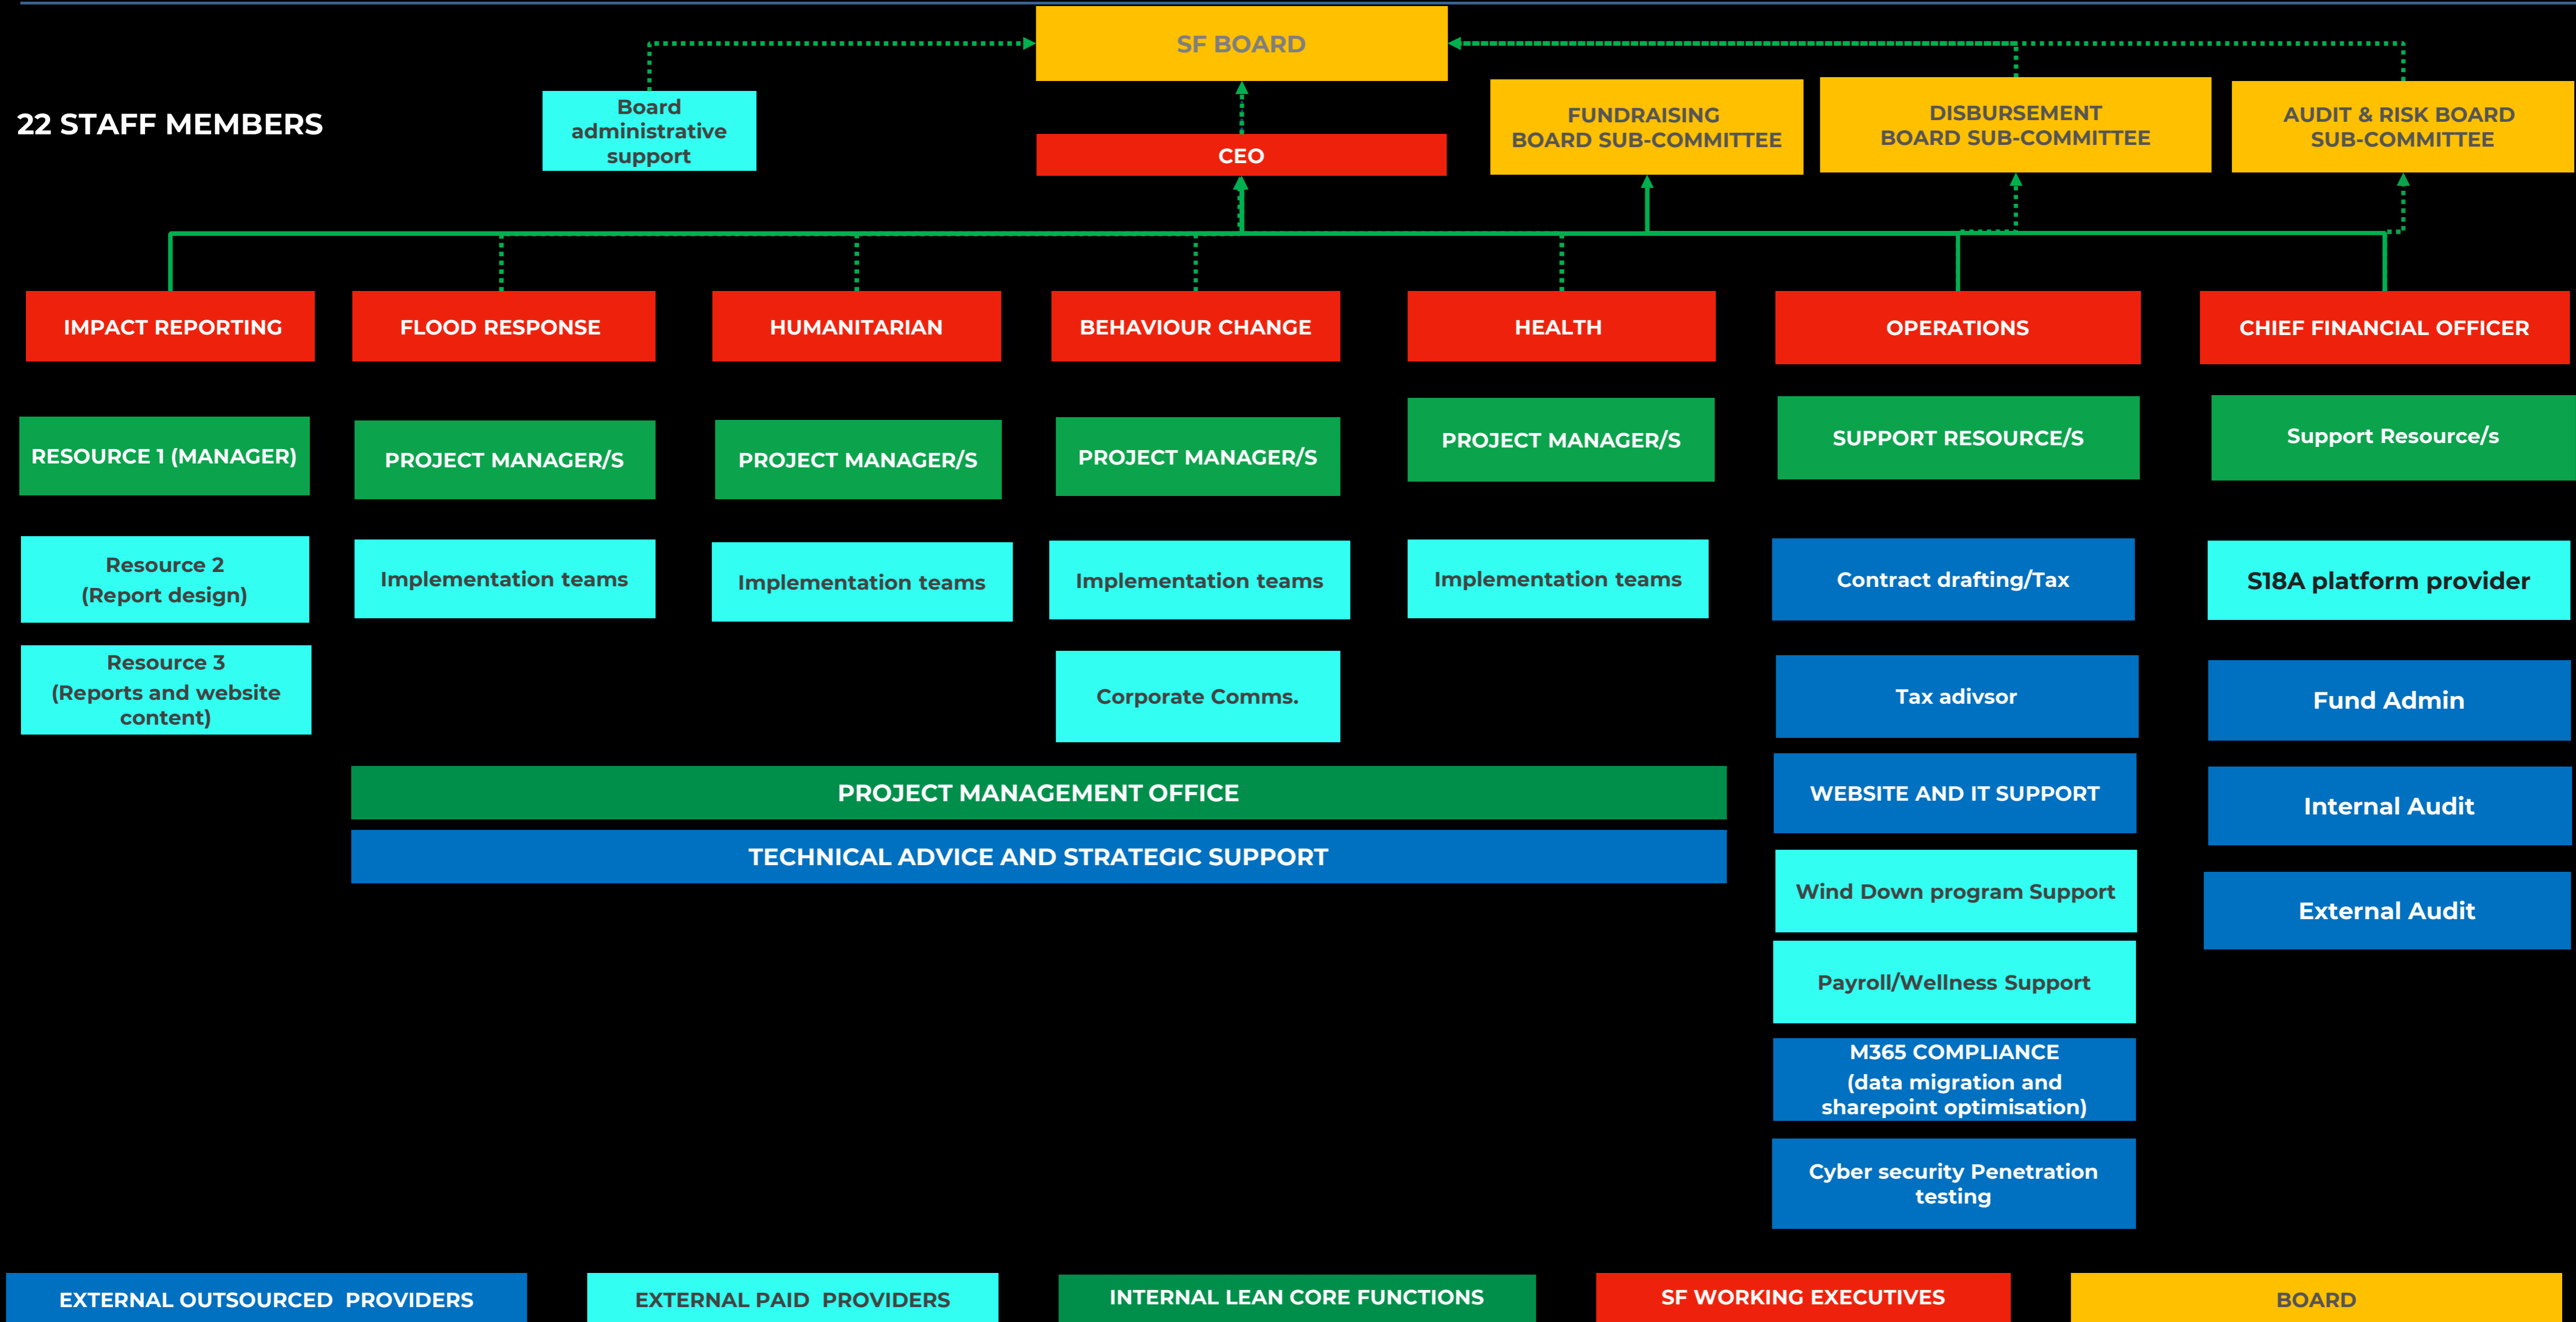 SF BOARD
22 STAFF MEMBERS
Board
administrative
support
CEO
FUNDRAISING
BOARD SUB-COMMITTEE
DISBURSEMENT
BOARD SUB-COMMITTEE
AUDIT & RISK BOARD
SUB-COMMITTEE
IMPACT REPORTING
FLOOD RESPONSE
HUMANITARIAN
BEHAVIOUR CHANGE
HEALTH
OPERATIONS
CHIEF FINANCIAL OFFICER
RESOURCE 1 (MANAGER)
PROJECT MANAGER/S
PROJECT MANAGER/S
PROJECT MANAGER/S
PROJECT MANAGER/S
SUPPORT RESOURCE/S
Support Resource/s
Resource 2
(Report design)
Implementation teams
Implementation teams
Implementation teams
Implementation teams
Contract drafting/Tax
S18A platform provider
Resource 3
(Reports and website
content)
Corporate Comms.
Tax adivsor
Fund Admin
PROJECT MANAGEMENT OFFICE
WEBSITE AND IT SUPPORT
Internal Audit
TECHNICAL ADVICE AND STRATEGIC SUPPORT
Wind Down program Support
External Audit
Payroll/Wellness Support
M365 COMPLIANCE
(data migration and
sharepoint optimisation)
Cyber security Penetration
testing
EXTERNAL OUTSOURCED PROVIDERS
EXTERNAL PAID PROVIDERS
INTERNAL LEAN CORE FUNCTIONS
SF WORKING EXECUTIVES
BOARD